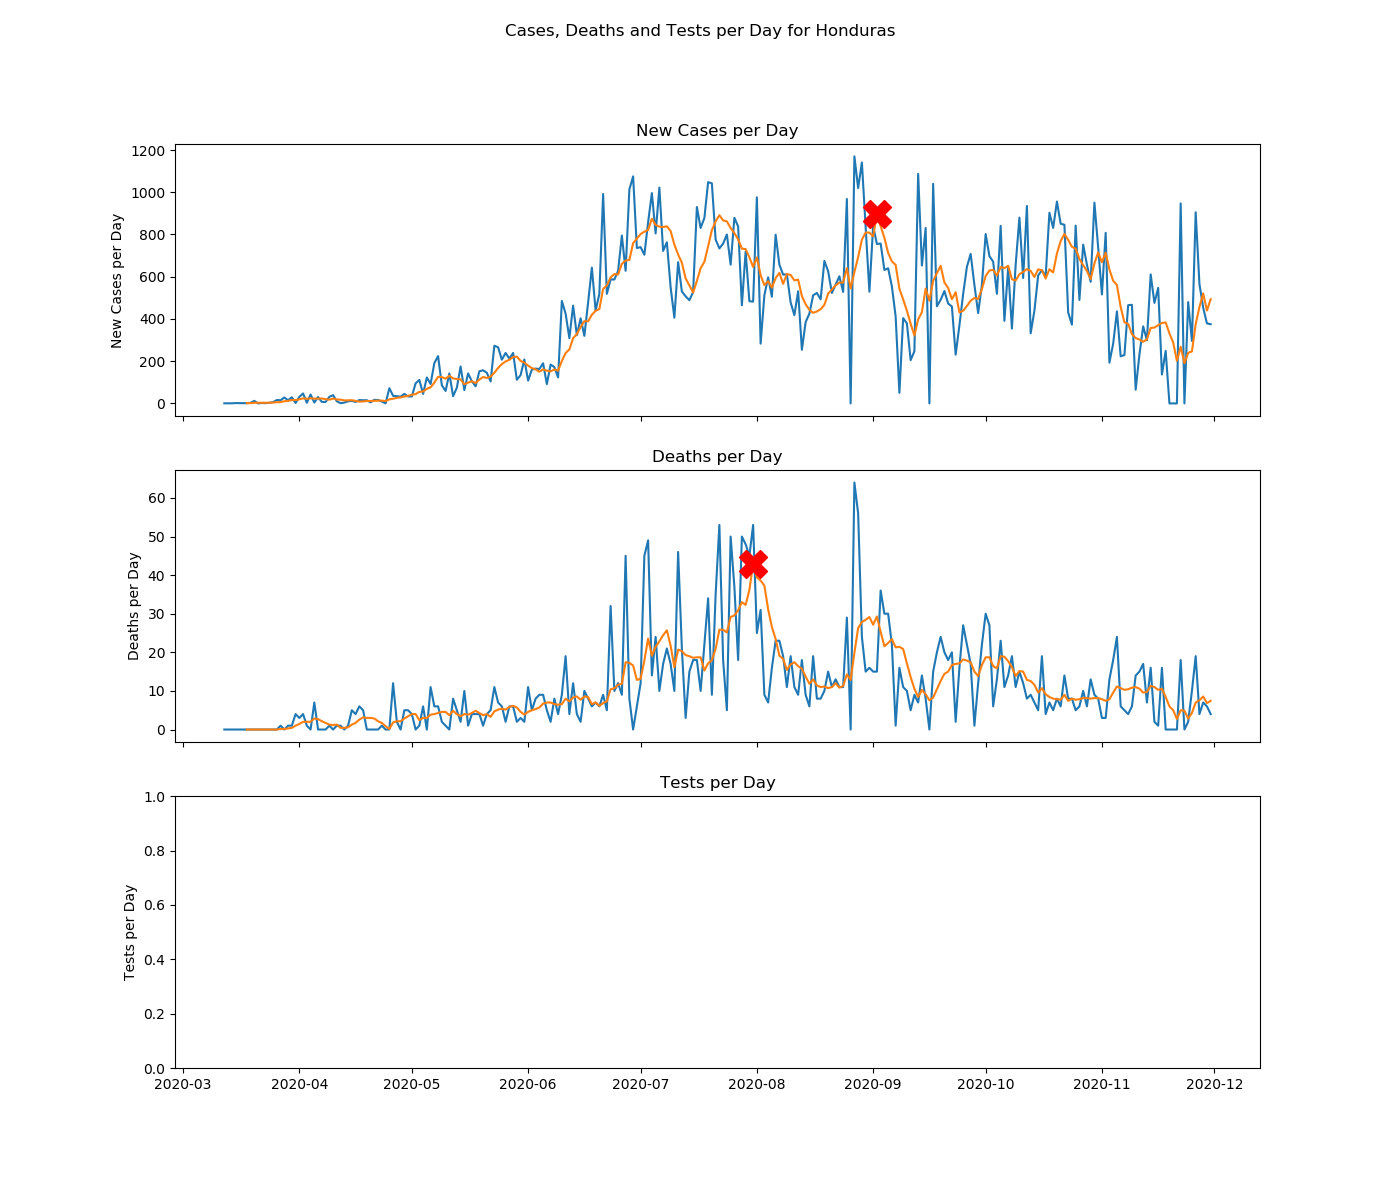 Cases, Deaths and Tests per Day for Honduras
New Cases per Day
New Cases per Day
1200
1000
800
600
400
200
0
Deaths per Day
Deaths per Day
60
50
40
30
20
10
0
Tests per Day
Tests per Day
1.0
0.8
0.6
0.4
0.2
0.0
2020-03 2020-04 2020-05 2020-06 2020-07 2020-08 2020-09 2020-10 2020-11 2020-12